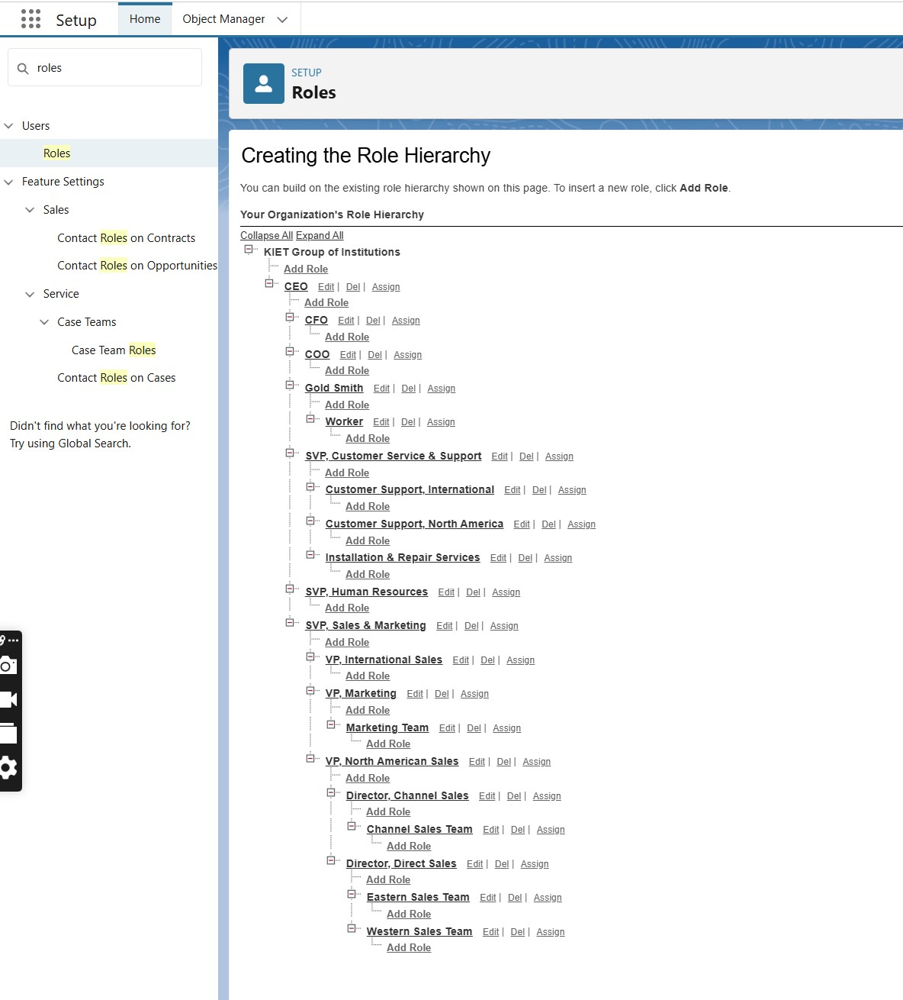 Setup Home Object Manager
roles
Users
Roles
Feature Settings
Sales
Contact Roles on Contracts
Contact Roles on Opportunities
Service
Case Teams
Case Team Roles
Contact Roles on Cases
Didn't find what you're looking for?
Try using Global Search.
SETUP
Roles
Creating the Role Hierarchy
You can build on the existing role hierarchy shown on this page. To insert a new role, click Add Role.
Your Organization's Role Hierarchy
Collapse All Expand All
KIET Group of Institutions
Add Role
CEO Edit | Del | Assign
Add Role
CFO Edit | Del | Assign
Add Role
COO Edit | Del | Assign
Add Role
Gold Smith Edit | Del | Assign
Add Role
Worker Edit | Del | Assign
Add Role
SVP, Customer Service & Support Edit | Del | Assign
Add Role
Customer Support, International Edit | Del | Assign
Add Role
Customer Support, North America Edit | Del | Assign
Add Role
Installation & Repair Services Edit | Del | Assign
Add Role
SVP, Human Resources Edit | Del | Assign
Add Role
SVP, Sales & Marketing Edit | Del | Assign
Add Role
VP, International Sales Edit | Del | Assign
Add Role
VP, Marketing Edit | Del | Assign
Add Role
Marketing Team Edit | Del | Assign
Add Role
VP, North American Sales Edit | Del | Assign
Add Role
Director, Channel Sales Edit | Del | Assign
Add Role
Channel Sales Team Edit | Del | Assign
Add Role
Director, Direct Sales Edit | Del | Assign
Add Role
Eastern Sales Team Edit | Del | Assign
Add Role
Western Sales Team Edit | Del | Assign
Add Role